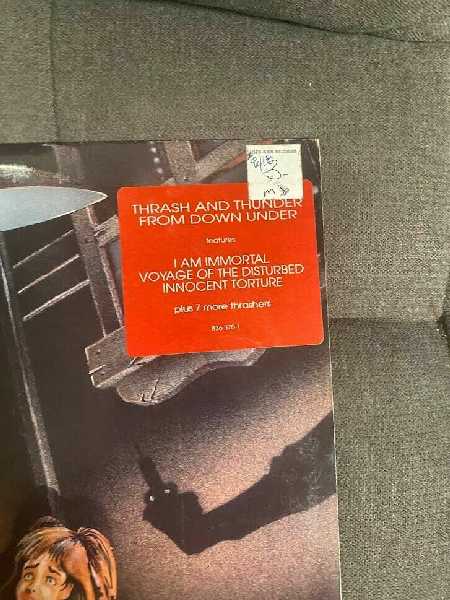 THRASH AND THUNDER
FROM DOWN UNDER
features
I AM IMMORTAL
VOYAGE OF THE DISTURBED
INNOCENT TORTURE
plus 7 more thrashers